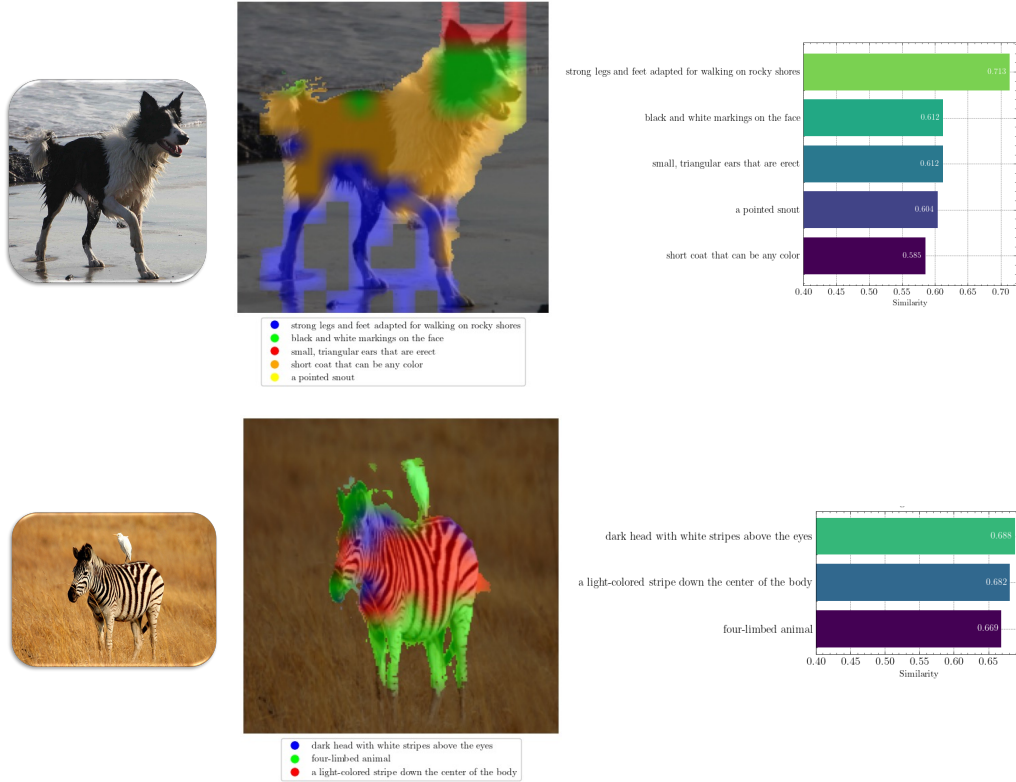 strong legs and feet adapted for walking on rocky shores
0.713
black and white markings on the face
0.612
small, triangular ears that are erect
0.612
a pointed snout
0.604
short coat that can be any color
0.585
0.40 0.45 0.50 0.55 0.60 0.65 0.70
Similarity
strong legs and feet adapted for walking on rocky shores
black and white markings on the face
small, triangular ears that are erect
short coat that can be any color
a pointed snout
dark head with white stripes above the eyes
0.688
a light-colored stripe down the center of the body
0.682
four-limbed animal
0.669
0.40 0.45 0.50 0.55 0.60 0.65
Similarity
dark head with white stripes above the eyes
four-limbed animal
a light-colored stripe down the center of the body